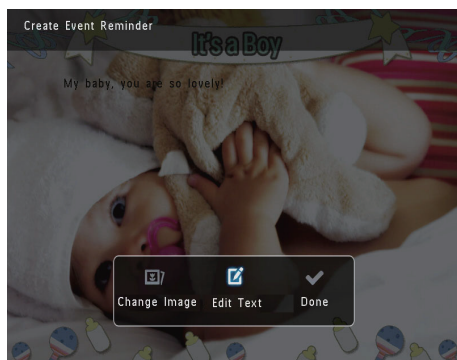 Create Event Reminder
It's a Boy
My baby, you are so lovely!
Change Image
Edit Text
Done